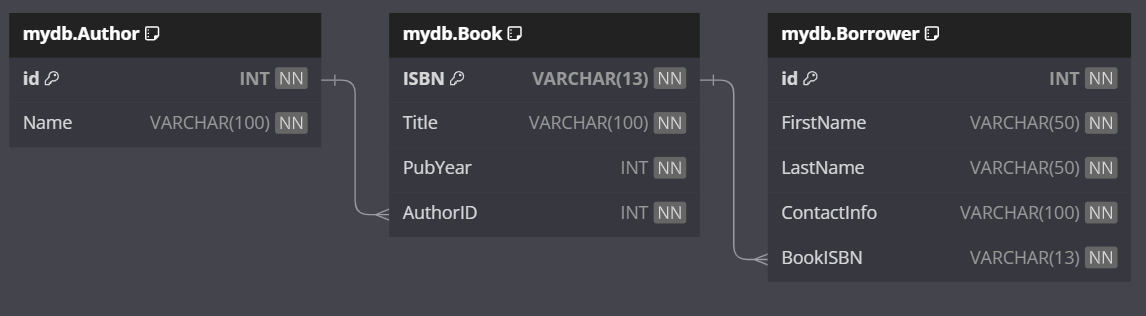 mydb.Author
id INT NN
Name VARCHAR(100) NN
mydb.Book
ISBN VARCHAR(13) NN
Title VARCHAR(100) NN
PubYear INT NN
AuthorID INT NN
mydb.Borrower
id INT NN
FirstName VARCHAR(50) NN
LastName VARCHAR(50) NN
ContactInfo VARCHAR(100) NN
BookISBN VARCHAR(13) NN